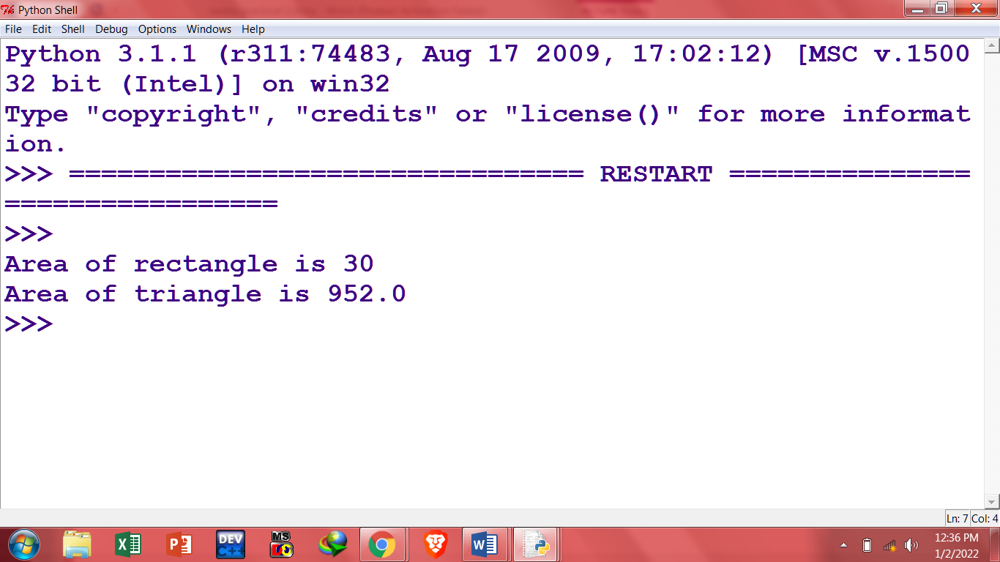 Python Shell
File Edit Shell Debug Options Windows Help
Python 3.1.1 (r311:74483, Aug 17 2009, 17:02:12) [MSC v.1500
32 bit (Intel)] on win32
Type "copyright", "credits" or "license()" for more informat
ion.
>>> ================================ RESTART ===============
=================
>>>
Area of rectangle is 30
Area of triangle is 952.0
>>>
Ln: 7 Col: 4
DEV
C++
MS
12:36 PM
1/2/2022